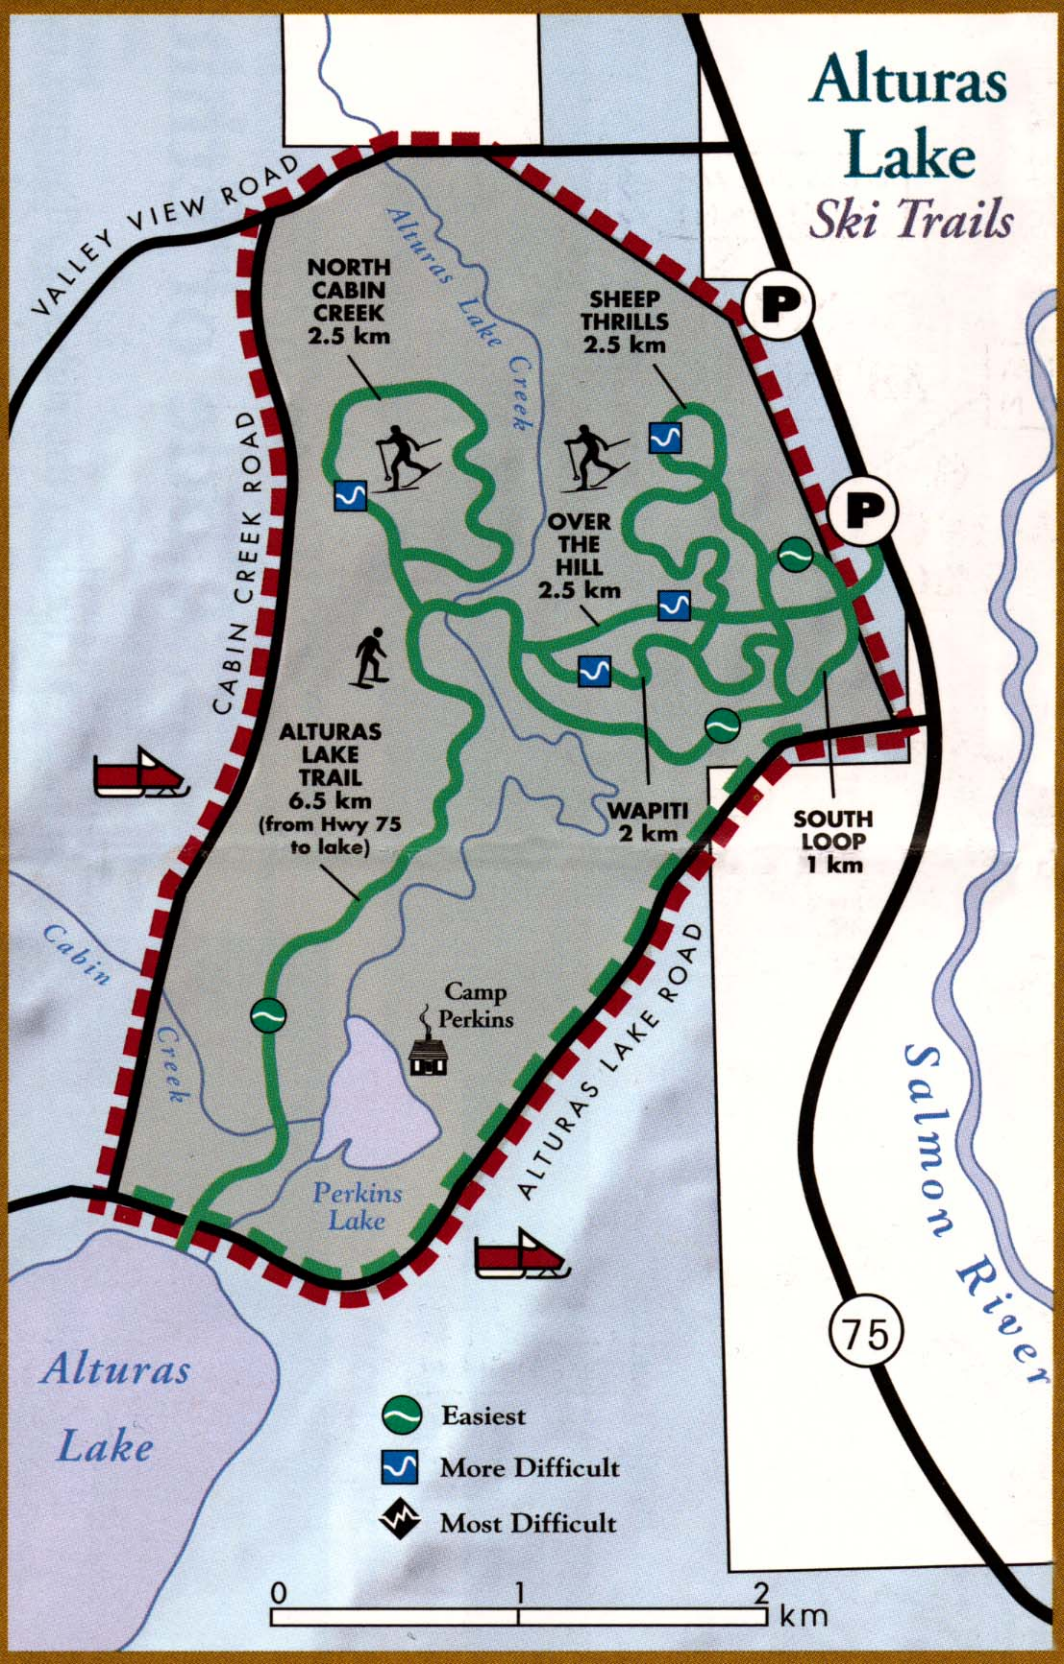 Alturas
Lake
Ski Trails
VALLEY VIEW ROAD
Alturas Lake Creek
NORTH
CABIN
CREEK
2.5 km
SHEEP
THRILLS
2.5 km
P
P
CABIN CREEK ROAD
OVER
THE
HILL
2.5 km
ALTURAS
LAKE
TRAIL
6.5 km
(from Hwy 75
to lake)
WAPITI
2 km
SOUTH
LOOP
1 km
Cabin
Creek
Camp
Perkins
ALTURAS LAKE ROAD
Salmon River
Perkins
Lake
75
Alturas
Lake
Easiest
More Difficult
Most Difficult
0 1 2
km